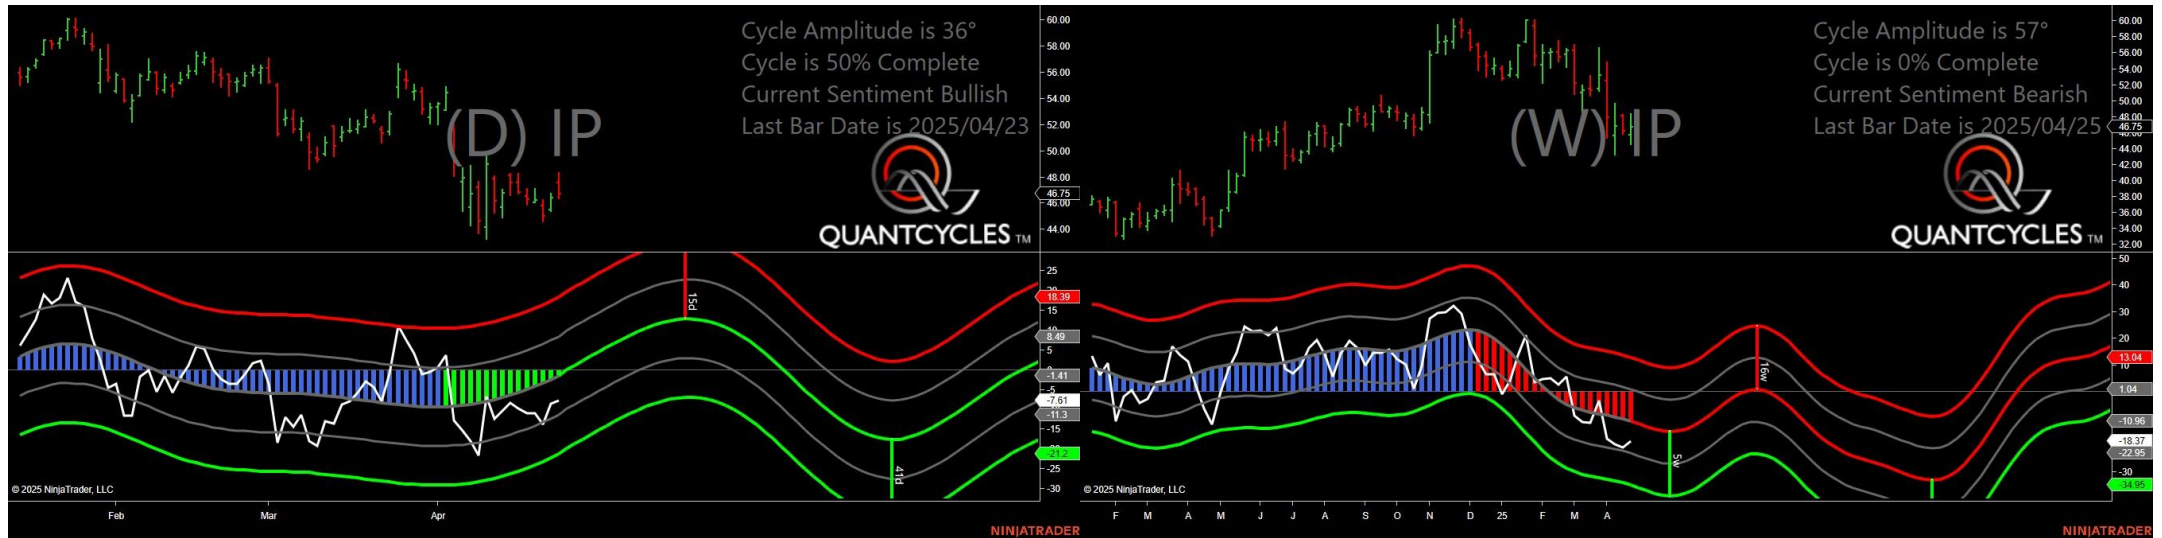 Cycle Amplitude is 36°
Cycle is 50% Complete
Current Sentiment Bullish
Last Bar Date is 2025/04/23
(D) IP
QUANTCYCLES TM
60.00
58.00
56.00
54.00
52.00
50.00
48.00
46.75
46.00
44.00
25
18.39
15
8.49
5
-1.41
-5
-7.61
-11.3
-15
-21.2
-25
-30
15d
41d
© 2025 NinjaTrader, LLC
Feb Mar Apr
NINJATRADER
Cycle Amplitude is 57°
Cycle is 0% Complete
Current Sentiment Bearish
Last Bar Date is 2025/04/25
(W) IP
QUANTCYCLES TM
60.00
58.00
56.00
54.00
52.00
50.00
48.00
46.75
44.00
42.00
40.00
38.00
36.00
34.00
32.00
50
40
30
20
13.04
10
1.04
-10.96
-18.37
-22.95
-30
-34.95
16w
5w
© 2025 NinjaTrader, LLC
F M A M J J A S O N D 25 F M A
NINJATRADER